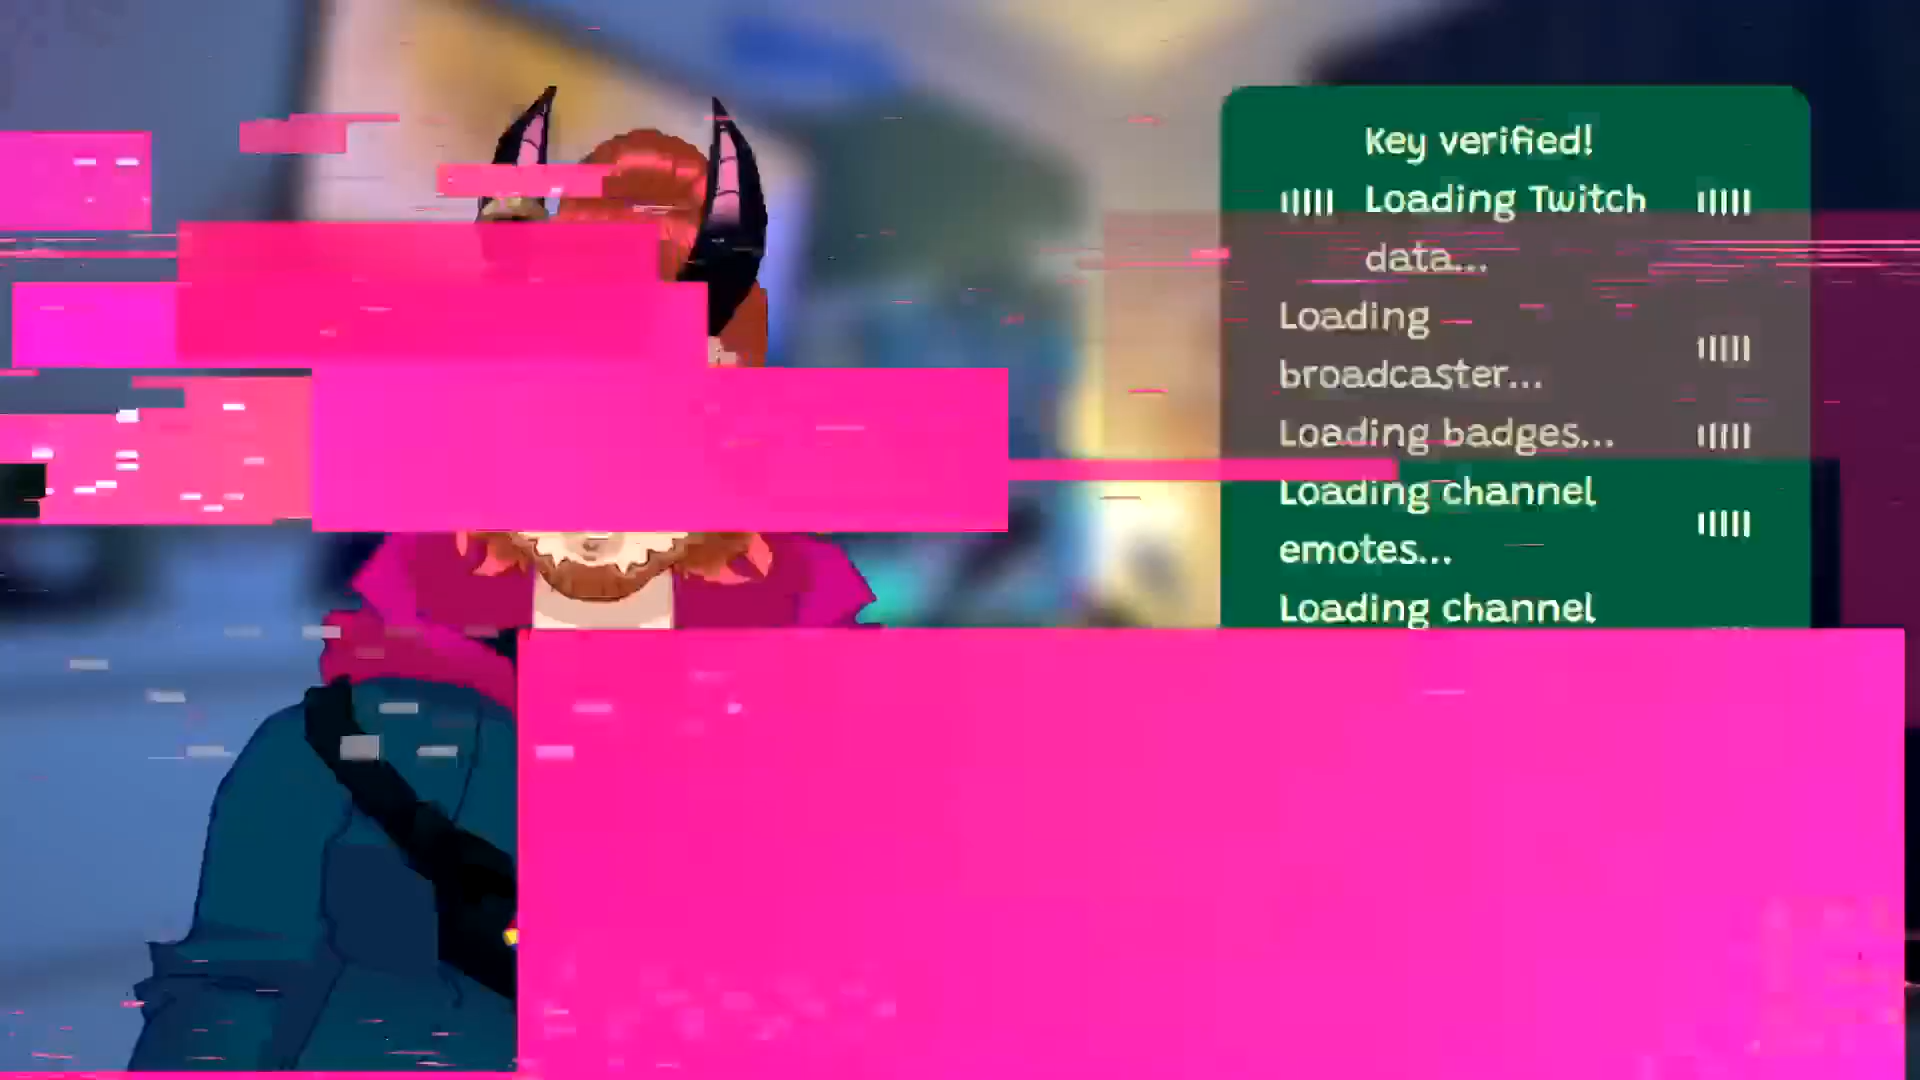 Key verified!
Loading Twitch
data...
Loading
broadcaster...
Loading badges...
Loading channel
emotes...
Loading channel